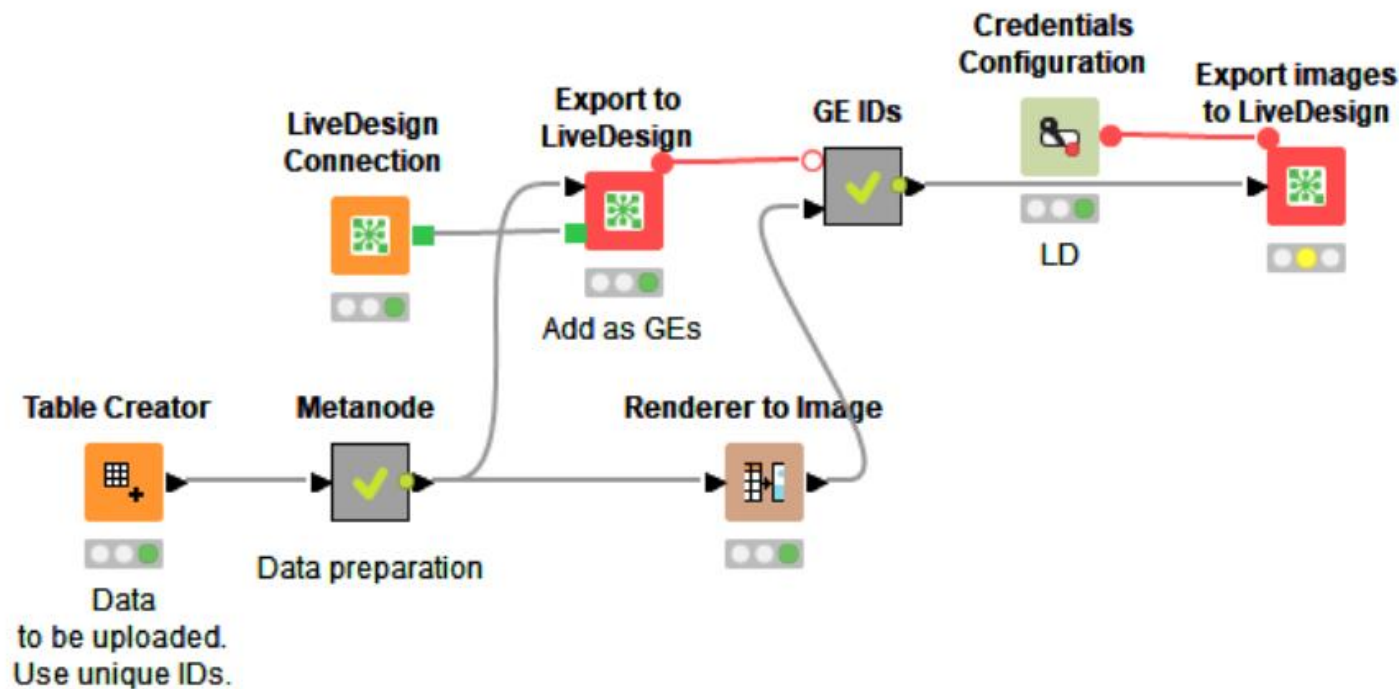 Credentials
Configuration
Export images
to LiveDesign
Export to
LiveDesign
GE IDs
LiveDesign
Connection
LD
Add as GEs
Table Creator
Metanode
Renderer to Image
Data preparation
Data
to be uploaded.
Use unique IDs.